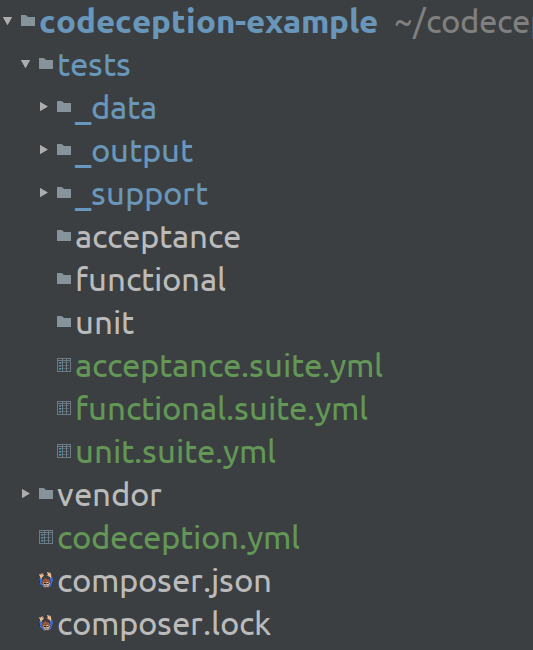 codeception-example ~/codece
tests
_data
_output
_support
acceptance
functional
unit
acceptance.suite.yml
functional.suite.yml
unit.suite.yml
vendor
codeception.yml
composer.json
composer.lock